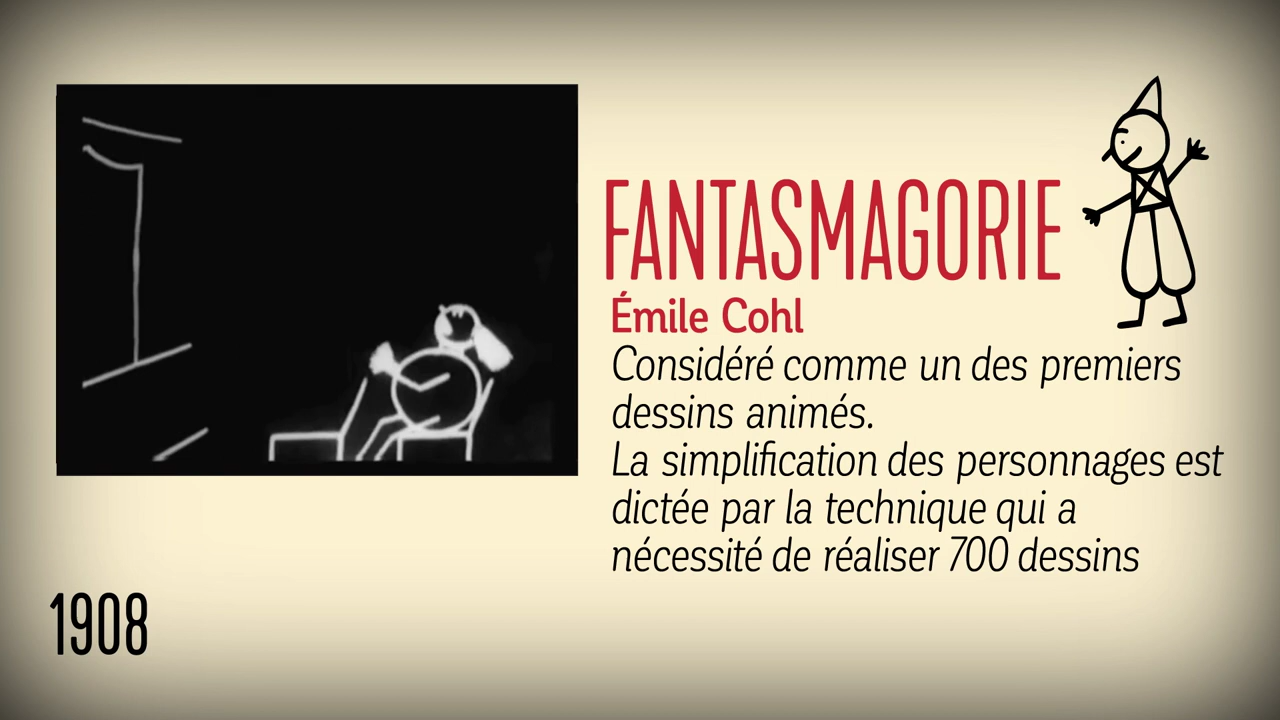 FANTASMAGORIE
Émile Cohl
Considéré comme un des premiers
dessins animés.
La simplification des personnages est
dictée par la technique qui a
nécessité de réaliser 700 dessins
1908